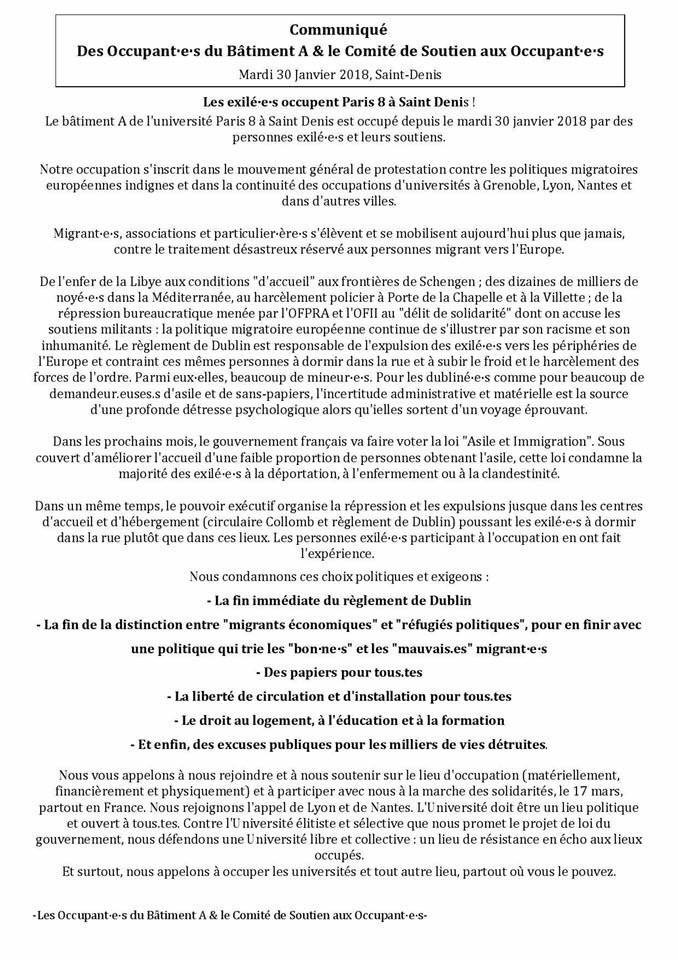 Communiqué
Des Occupant·e·s du Bâtiment A & le Comité de Soutien aux Occupant·e·s
Mardi 30 Janvier 2018, Saint-Denis
Les exilé·e·s occupent Paris 8 à Saint Denis !
Le bâtiment A de l'université Paris 8 à Saint Denis est occupé depuis le mardi 30 janvier 2018 par des
personnes exilé·e·s et leurs soutiens.
Notre occupation s'inscrit dans le mouvement général de protestation contre les politiques migratoires
européennes indignes et dans la continuité des occupations d'universités à Grenoble, Lyon, Nantes et
dans d'autres villes.
Migrant·e·s, associations et particulier·ère·s s'élèvent et se mobilisent aujourd'hui plus que jamais,
contre le traitement désastreux réservé aux personnes migrant vers l'Europe.
De l'enfer de la Libye aux conditions "d'accueil" aux frontières de Schengen ; des dizaines de milliers de
noyé·e·s dans la Méditerranée, au harcèlement policier à Porte de la Chapelle et à la Villette ; de la
répression bureaucratique menée par l'OFPRA et l'OFII au "délit de solidarité" dont on accuse les
soutiens militants : la politique migratoire européenne continue de s'illustrer par son racisme et son
inhumanité. Le règlement de Dublin est responsable de l'expulsion des exilé·e·s vers les périphéries de
l'Europe et contraint ces mêmes personnes à dormir dans la rue et à subir le froid et le harcèlement des
forces de l'ordre. Parmi eux·elles, beaucoup de mineur·e·s. Pour les dubliné·e·s comme pour beaucoup de
demandeur.euses.s d'asile et de sans-papiers, l'incertitude administrative et matérielle est la source
d'une profonde détresse psychologique alors qu'ielles sortent d'un voyage éprouvant.
Dans les prochains mois, le gouvernement français va faire voter la loi "Asile et Immigration". Sous
couvert d'améliorer l'accueil d'une faible proportion de personnes obtenant l'asile, cette loi condamne la
majorité des exilé·e·s à la déportation, à l'enfermement ou à la clandestinité.
Dans un même temps, le pouvoir exécutif organise la répression et les expulsions jusque dans les centres
d'accueil et d'hébergement (circulaire Collomb et règlement de Dublin) poussant les exilé·e·s à dormir
dans la rue plutôt que dans ces lieux. Les personnes exilé·e·s participant à l'occupation en ont fait
l'expérience.
Nous condamnons ces choix politiques et exigeons :
- La fin immédiate du règlement de Dublin
- La fin de la distinction entre "migrants économiques" et "réfugiés politiques", pour en finir avec
une politique qui trie les "bon·ne·s" et les "mauvais.es" migrant·e·s
- Des papiers pour tous.tes
- La liberté de circulation et d'installation pour tous.tes
- Le droit au logement, à l'éducation et à la formation
- Et enfin, des excuses publiques pour les milliers de vies détruites.
Nous vous appelons à nous rejoindre et à nous soutenir sur le lieu d'occupation (matériellement,
financièrement et physiquement) et à participer avec nous à la marche des solidarités, le 17 mars,
partout en France. Nous rejoignons l'appel de Lyon et de Nantes. L'Université doit être un lieu politique
et ouvert à tous.tes. Contre l'Université élitiste et sélective que nous promet le projet de loi du
gouvernement, nous défendons une Université libre et collective : un lieu de résistance en écho aux lieux
occupés.
Et surtout, nous appelons à occuper les universités et tout autre lieu, partout où vous le pouvez.
-Les Occupant·e·s du Bâtiment A & le Comité de Soutien aux Occupant·e·s-